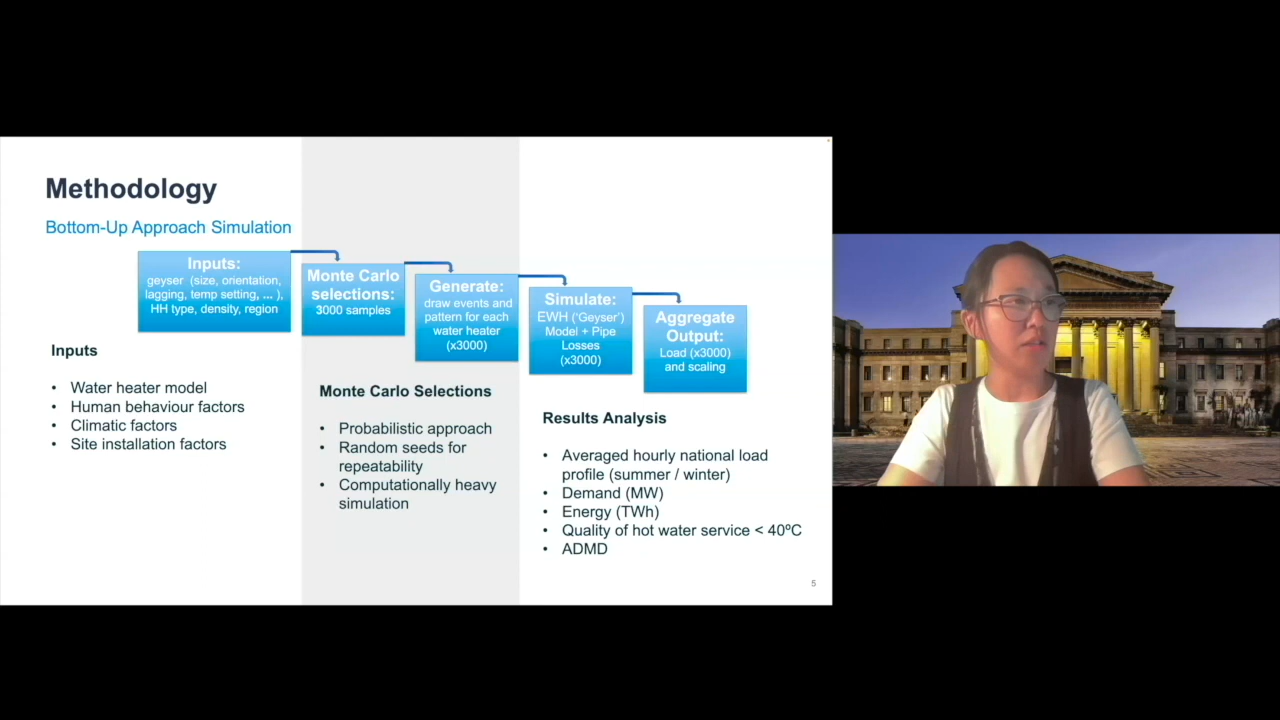 Methodology
Bottom-Up Approach Simulation
Inputs:
geyser (size, orientation,
lagging, temp setting, ... ),
HH type, density, region
Monte Carlo
selections:
3000 samples
Generate:
draw events and
pattern for each
water heater
(x3000)
Simulate:
EWH (‘Geyser’)
Model + Pipe
Losses
(x3000)
Aggregate
Output:
Load (x3000)
and scaling
Inputs
• Water heater model
• Human behaviour factors
• Climatic factors
• Site installation factors
Monte Carlo Selections
• Probabilistic approach
• Random seeds for
repeatability
• Computationally heavy
simulation
Results Analysis
• Averaged hourly national load
profile (summer / winter)
• Demand (MW)
• Energy (TWh)
• Quality of hot water service < 40ºC
• ADMD
5